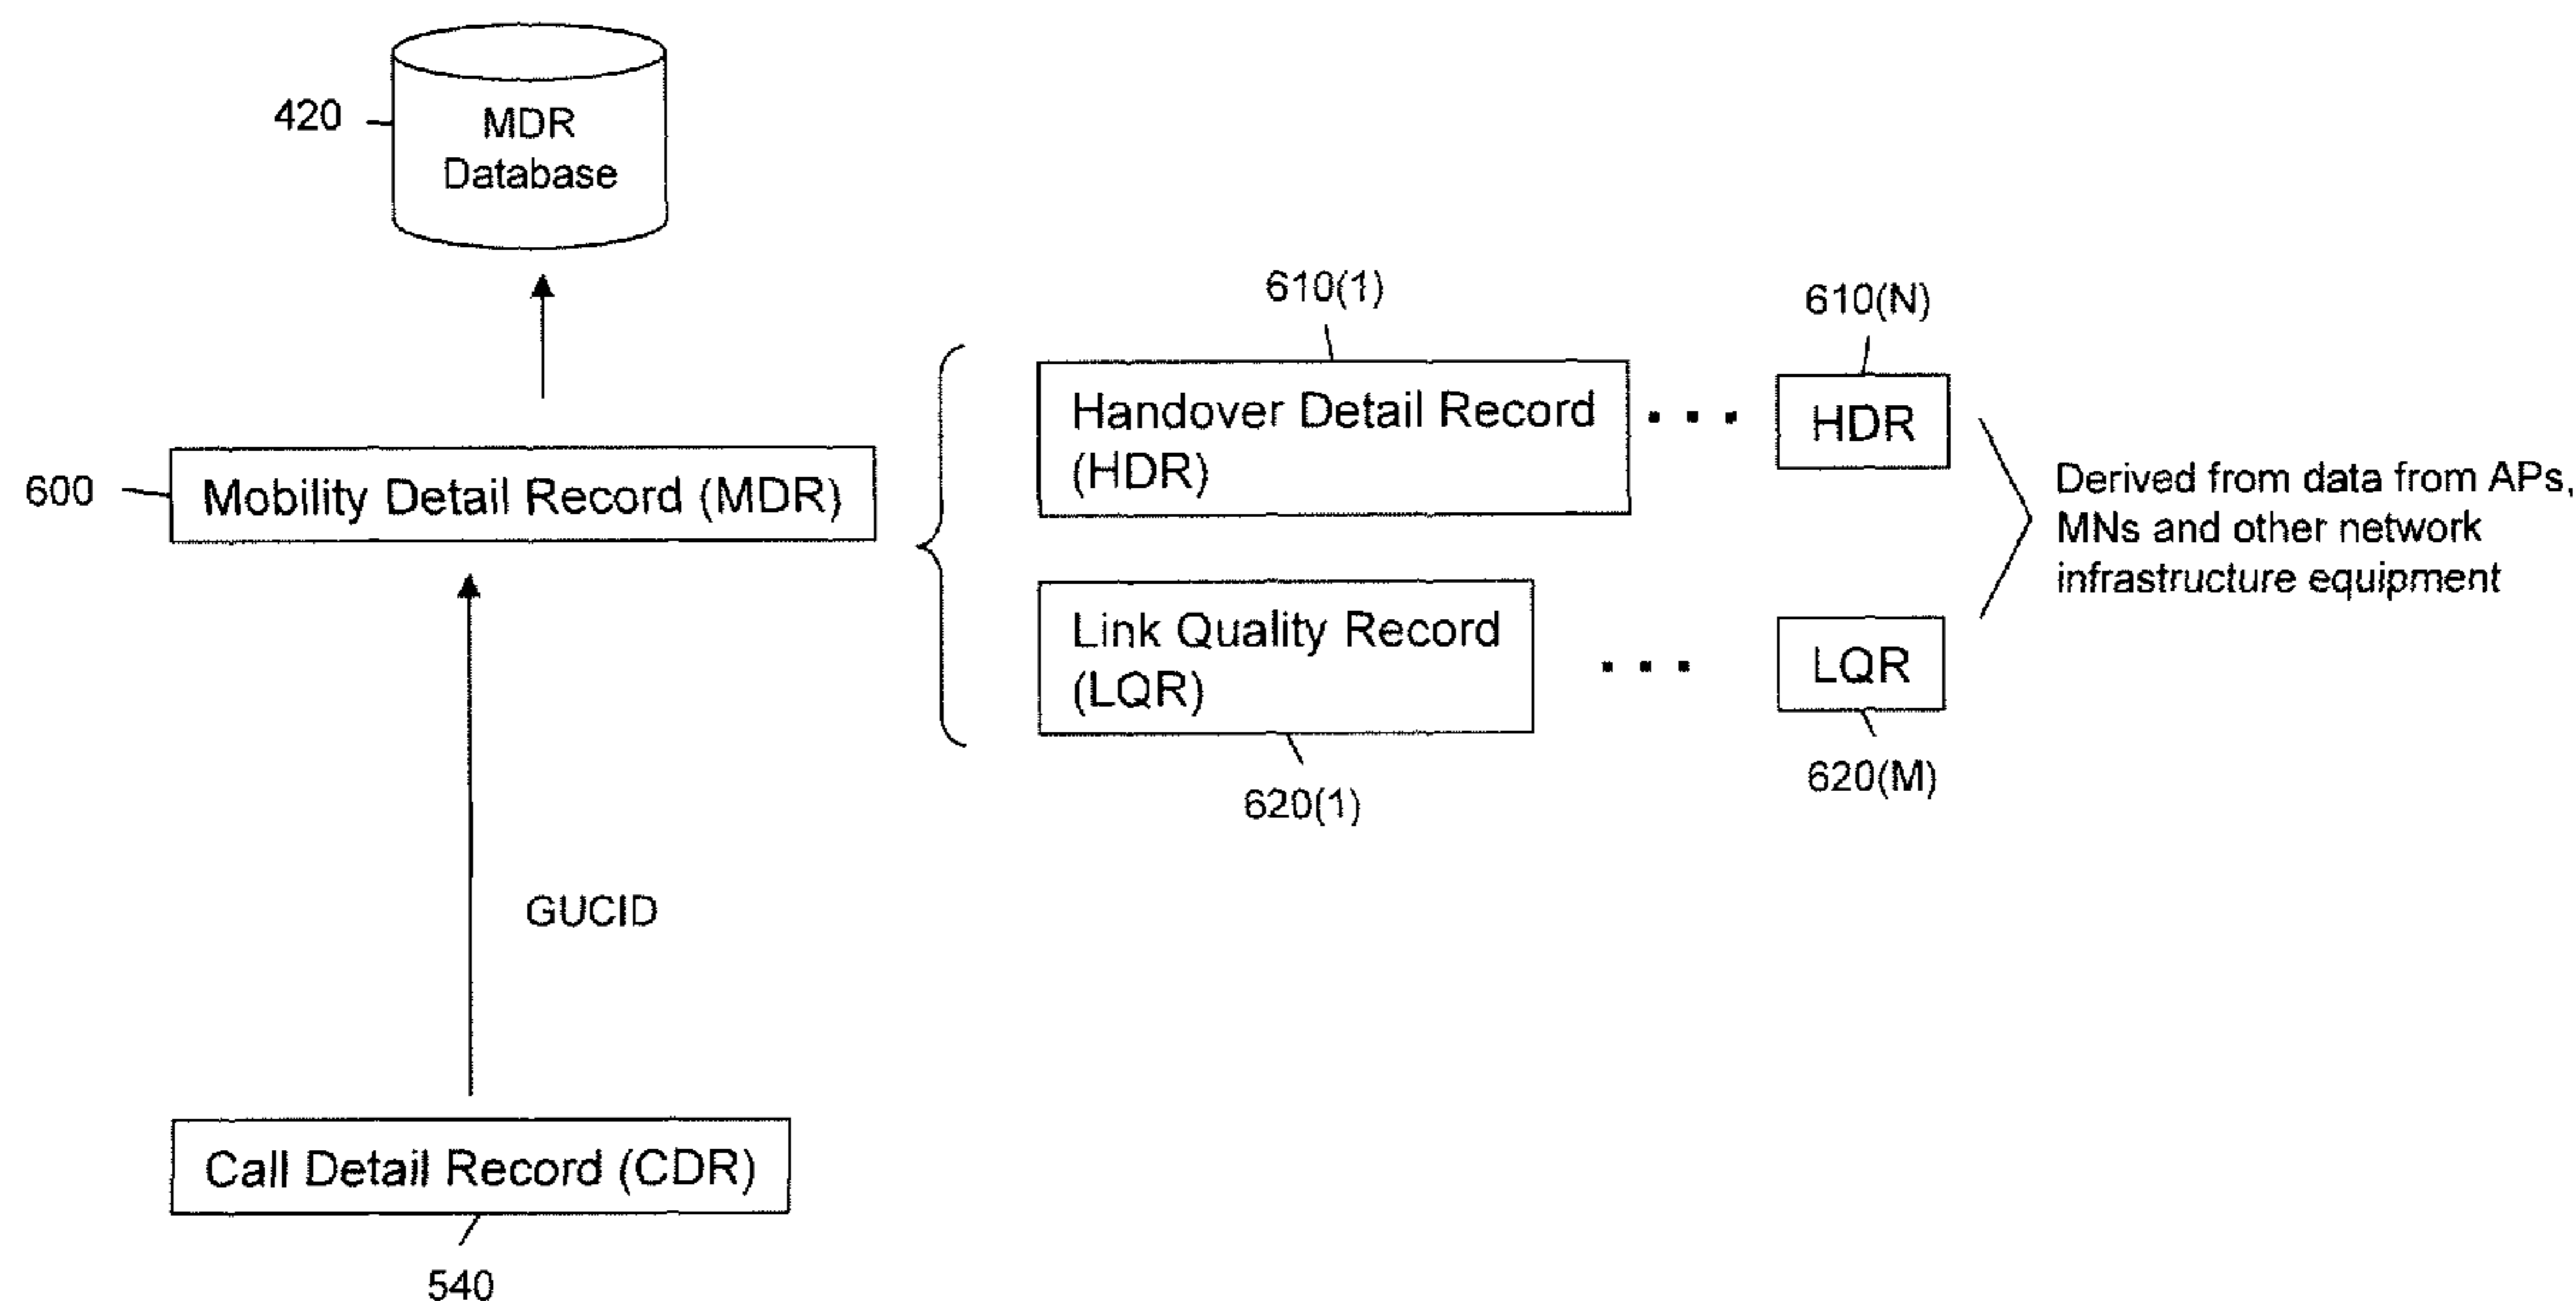 420
MDR
Database
610(1)
610(N)
Handover Detail Record
(HDR)
HDR
600
Mobility Detail Record (MDR)
Derived from data from APs,
MNs and other network
infrastructure equipment
Link Quality Record
(LQR)
LQR
620(1)
620(M)
GUCID
Call Detail Record (CDR)
540